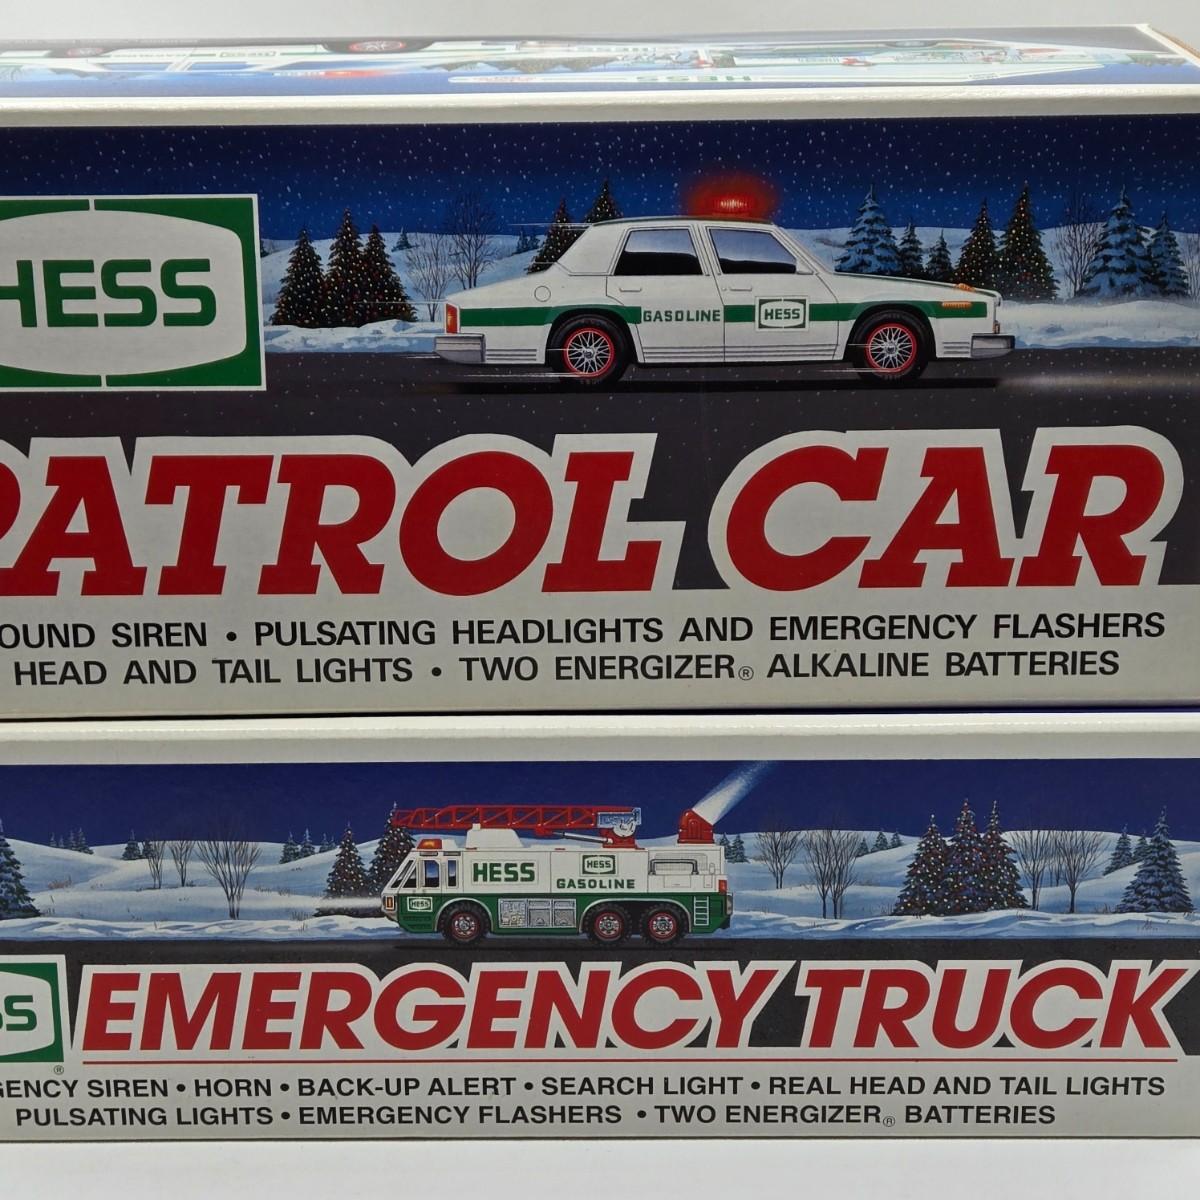 HESS
GASOLINE HESS
PATROL CAR
OUND SIREN • PULSATING HEADLIGHTS AND EMERGENCY FLASHERS
HEAD AND TAIL LIGHTS • TWO ENERGIZER® ALKALINE BATTERIES
HESS HESS
GASOLINE
HESS
SS ® EMERGENCY TRUCK
GENCY SIREN • HORN • BACK-UP ALERT • SEARCH LIGHT • REAL HEAD AND TAIL LIGHTS
PULSATING LIGHTS • EMERGENCY FLASHERS • TWO ENERGIZER® BATTERIES